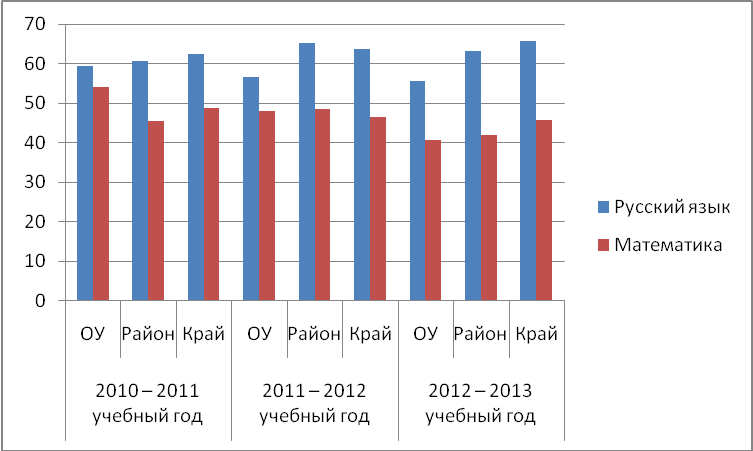 70
60
50
40
30
20
10
0
ОУ Район Край ОУ Район Край ОУ Район Край
2010 – 2011 учебный год
2011 – 2012 учебный год
2012 – 2013 учебный год
Русский язык
Математика